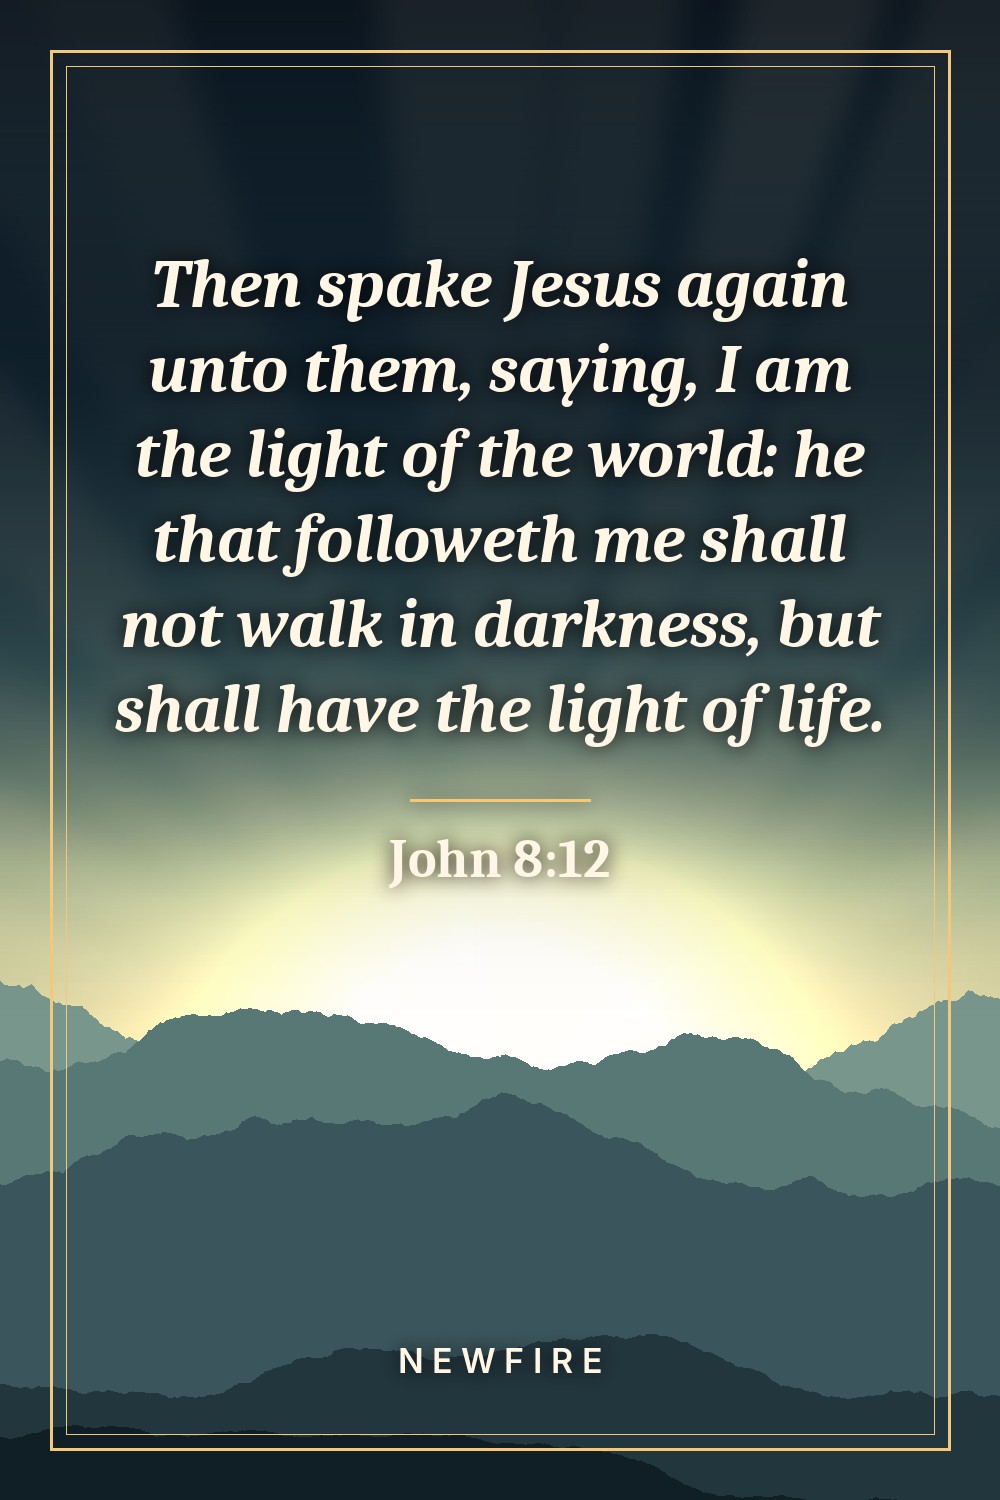 Then spake Jesus again
unto them, saying, I am
the light of the world: he
that followeth me shall
not walk in darkness, but
shall have the light of life.
John 8:12
NEWFIRE